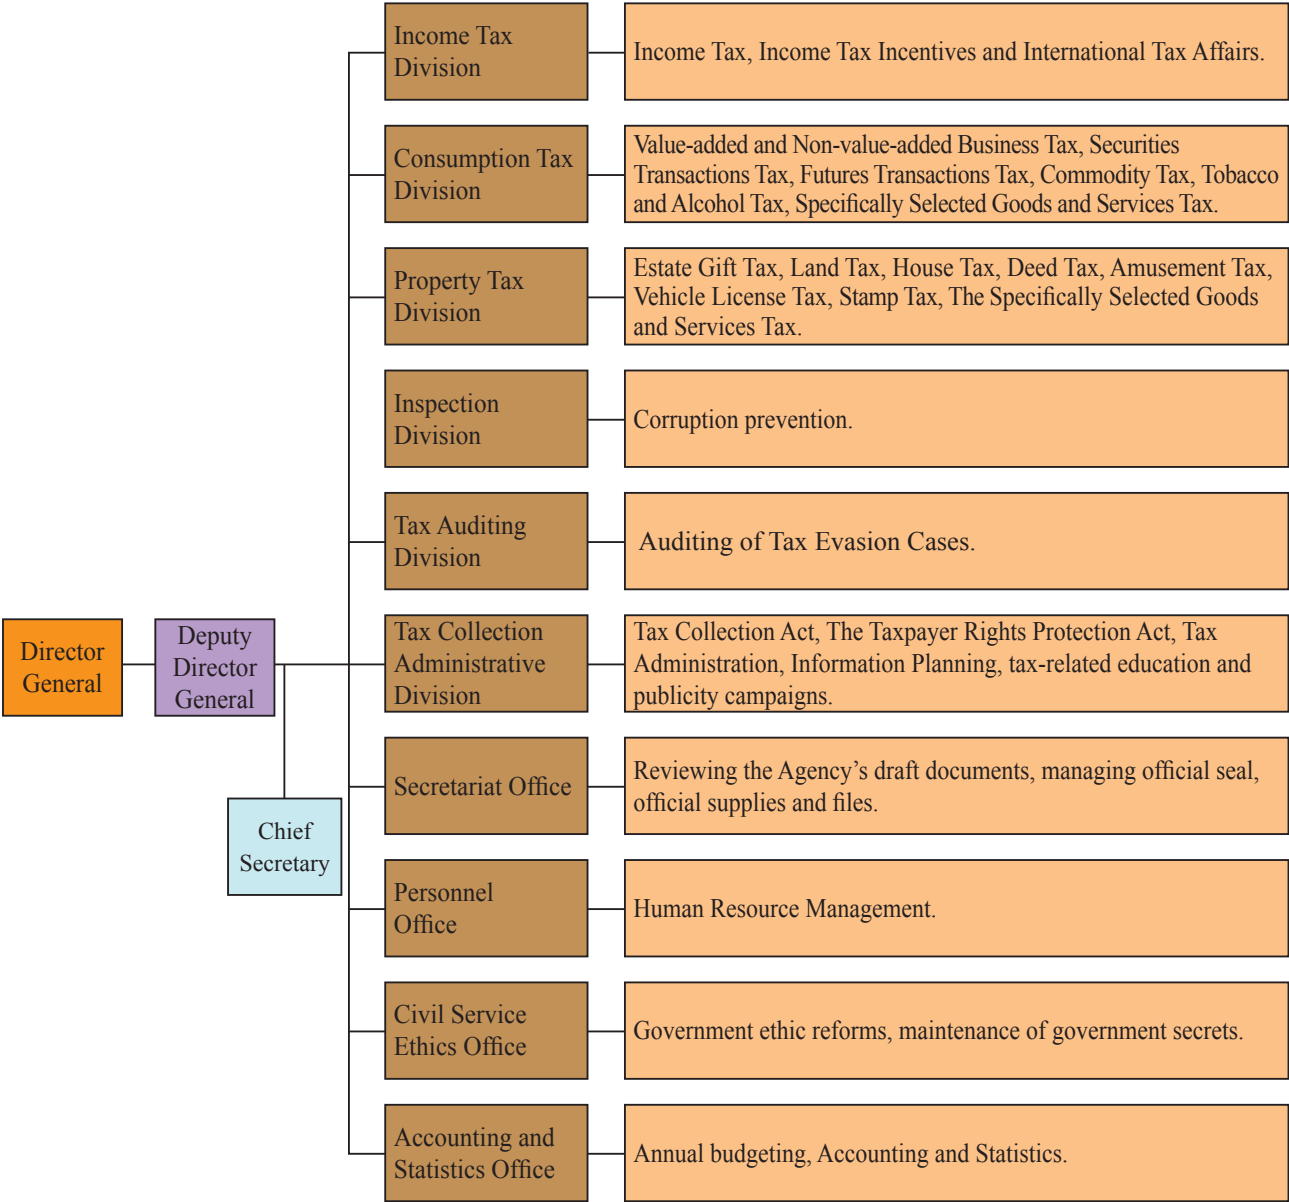 Income Tax
Division
Income Tax, Income Tax Incentives and International Tax Affairs.
Consumption Tax
Division
Value-added and Non-value-added Business Tax, Securities
Transactions Tax, Futures Transactions Tax, Commodity Tax, Tobacco
and Alcohol Tax, Specifically Selected Goods and Services Tax.
Property Tax
Division
Estate Gift Tax, Land Tax, House Tax, Deed Tax, Amusement Tax,
Vehicle License Tax, Stamp Tax, The Specifically Selected Goods
and Services Tax.
Inspection
Division
Corruption prevention.
Tax Auditing
Division
Auditing of Tax Evasion Cases.
Director
General
Deputy
Director
General
Chief
Secretary
Tax Collection
Administrative
Division
Tax Collection Act, The Taxpayer Rights Protection Act, Tax
Administration, Information Planning, tax-related education and
publicity campaigns.
Secretariat Office
Reviewing the Agency’s draft documents, managing official seal,
official supplies and files.
Personnel
Office
Human Resource Management.
Civil Service
Ethics Office
Government ethic reforms, maintenance of government secrets.
Accounting and
Statistics Office
Annual budgeting, Accounting and Statistics.